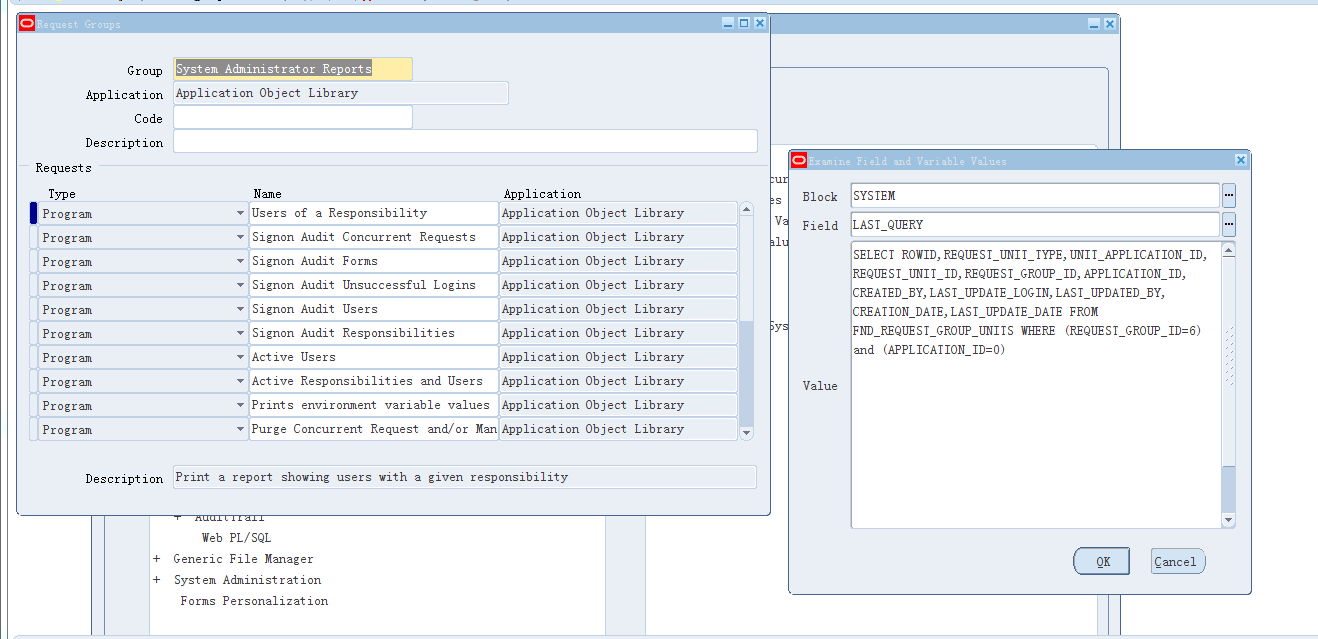 Request Groups
Group System Administrator Reports
Application Application Object Library
Code
Description
Requests
Type Name Application
Program Users of a Responsibility Application Object Library
Program Signon Audit Concurrent Requests Application Object Library
Program Signon Audit Forms Application Object Library
Program Signon Audit Unsuccessful Logins Application Object Library
Program Signon Audit Users Application Object Library
Program Signon Audit Responsibilities Application Object Library
Program Active Users Application Object Library
Program Active Responsibilities and Users Application Object Library
Program Prints environment variable values Application Object Library
Program Purge Concurrent Request and/or Man Application Object Library
Description Print a report showing users with a given responsibility
+ AuditTrail
Web PL/SQL
+ Generic File Manager
+ System Administration
Forms Personalization
Examine Field and Variable Values
Block SYSTEM
Field LAST_QUERY
Value
SELECT ROWID,REQUEST_UNIT_TYPE,UNIT_APPLICATION_ID,
REQUEST_UNIT_ID,REQUEST_GROUP_ID,APPLICATION_ID,
CREATED_BY,LAST_UPDATE_LOGIN,LAST_UPDATED_BY,
CREATION_DATE,LAST_UPDATE_DATE FROM
FND_REQUEST_GROUP_UNITS WHERE (REQUEST_GROUP_ID=6)
and (APPLICATION_ID=0)
OK Cancel